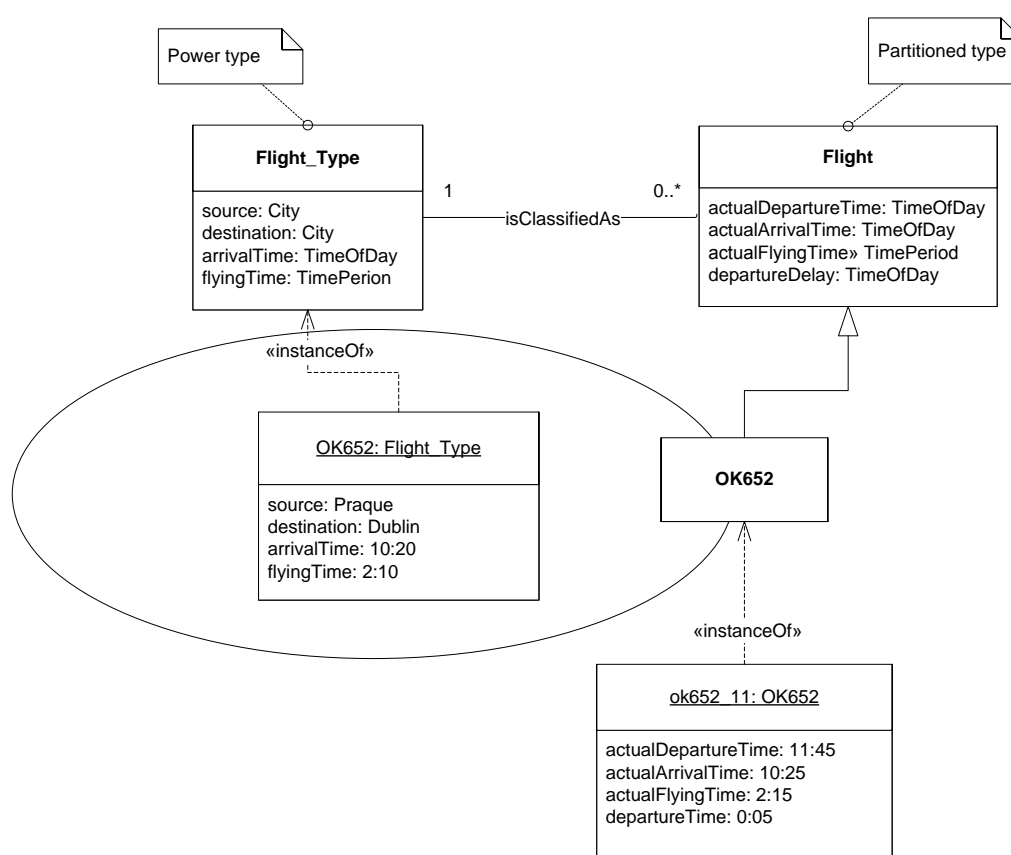 Power type
Partitioned type
Flight_Type
source: City
destination: City
arrivalTime: TimeOfDay
flyingTime: TimePerion
1
0..*
isClassifiedAs
Flight
actualDepartureTime: TimeOfDay
actualArrivalTime: TimeOfDay
actualFlyingTime» TimePeriod
departureDelay: TimeOfDay
«instanceOf»
OK652: Flight_Type
source: Praque
destination: Dublin
arrivalTime: 10:20
flyingTime: 2:10
OK652
«instanceOf»
ok652_11: OK652
actualDepartureTime: 11:45
actualArrivalTime: 10:25
actualFlyingTime: 2:15
departureTime: 0:05